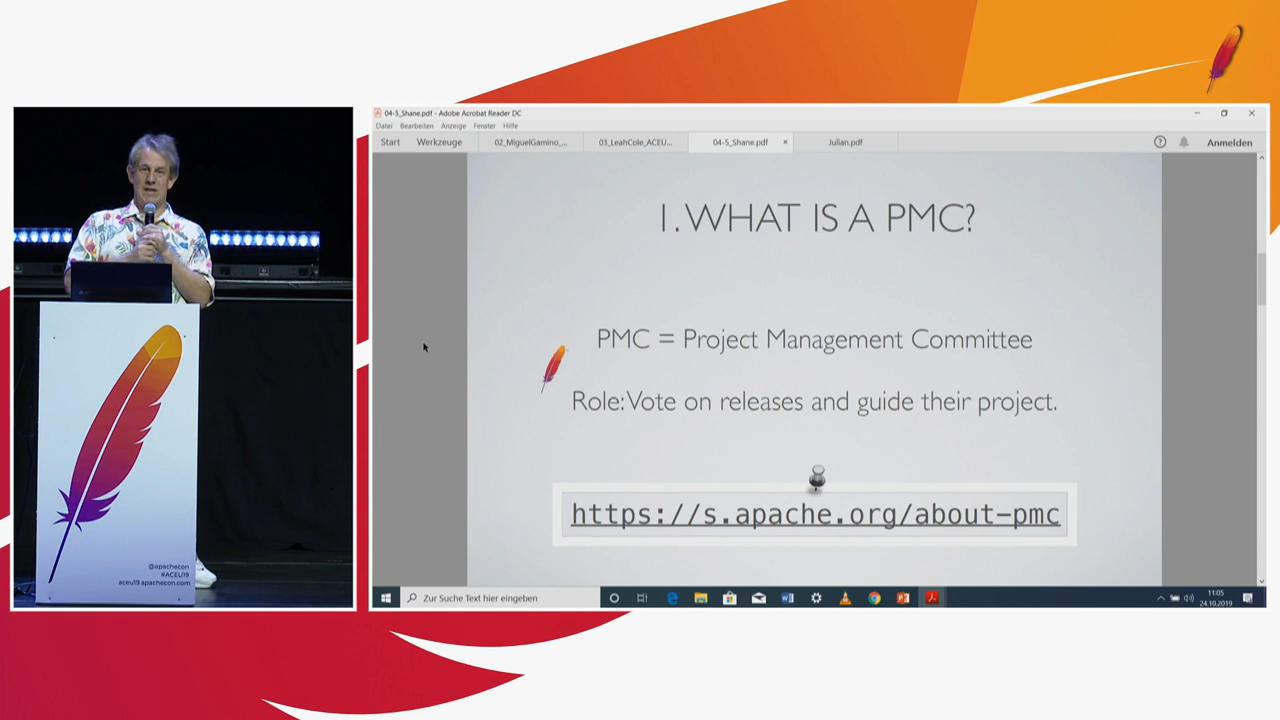 @apachecon
#ACEU19
aceu19.apachecon.com
04-5_Shane.pdf - Adobe Acrobat Reader DC
Datei Bearbeiten Anzeige Fenster Hilfe
Start Werkzeuge 02_MiguelGamino_... 03_LeahCole_ACEU... 04-5_Shane.pdf × Julian.pdf Anmelden
1. WHAT IS A PMC?
PMC = Project Management Committee
Role: Vote on releases and guide their project.
https://s.apache.org/about-pmc
Zur Suche Text hier eingeben
11:05
24.10.2019